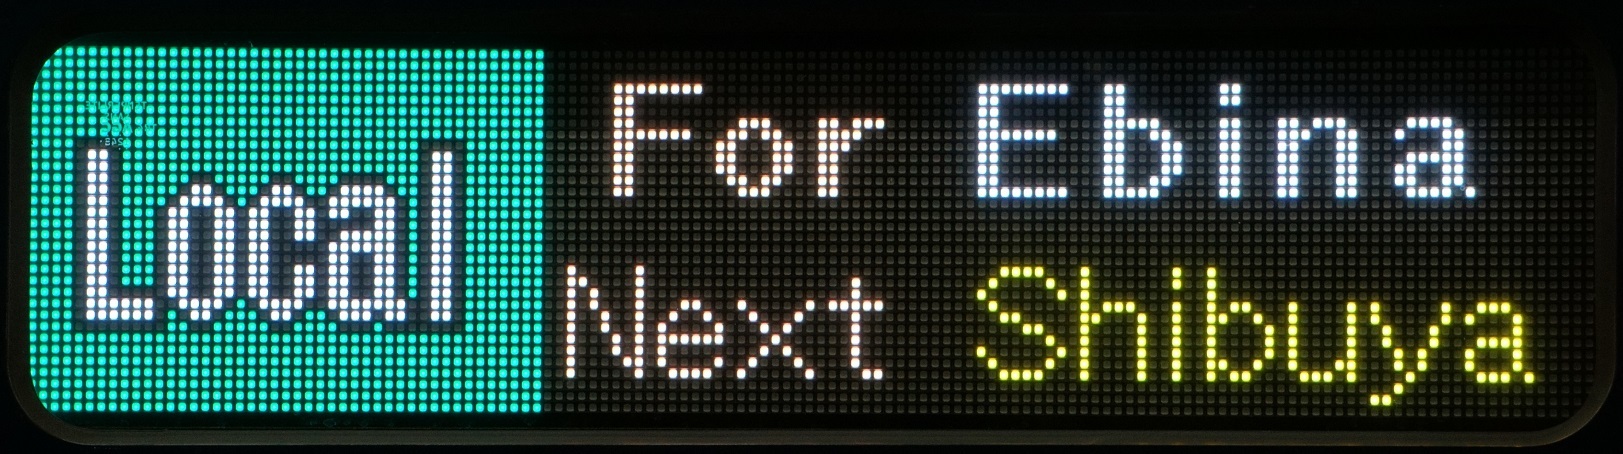 Local
For Ebina
Next Shibuya